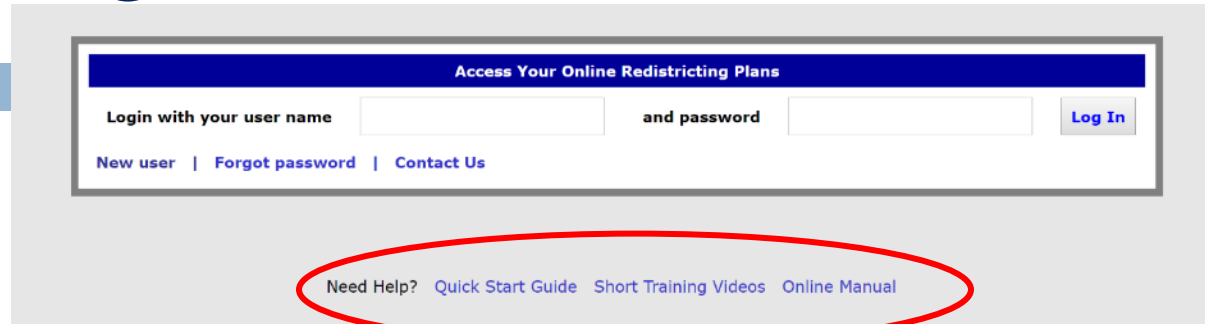 Access Your Online Redistricting Plans
Login with your user name and password Log In
New user | Forgot password | Contact Us
Need Help? Quick Start Guide Short Training Videos Online Manual